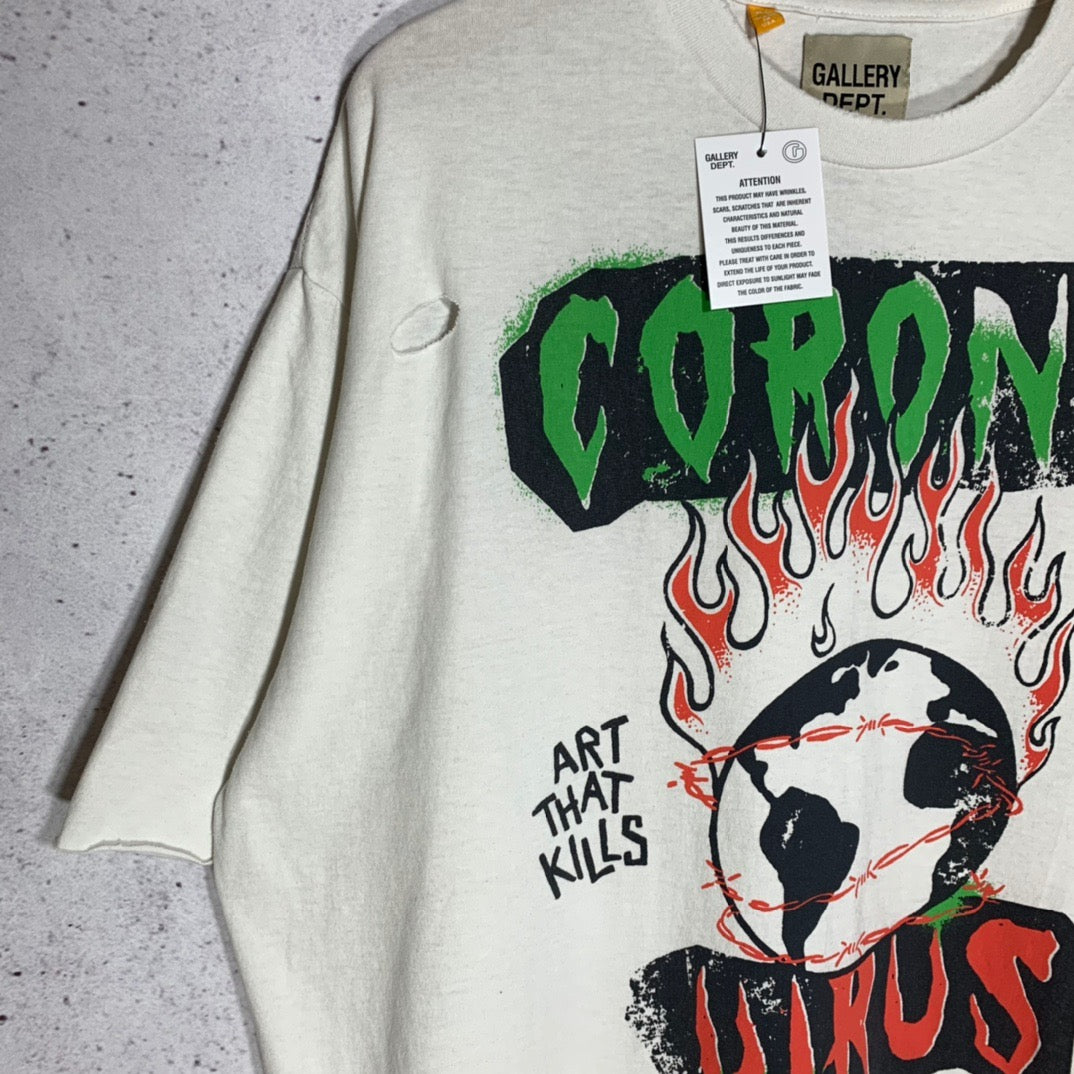 GALLERY
DEPT.
GALLERY
DEPT.
ATTENTION
THIS PRODUCT MAY HAVE WRINKLES,
SCARS, SCRATCHES THAT ARE INHERENT
CHARACTERISTICS AND NATURAL
BEAUTY OF THIS MATERIAL.
THIS RESULTS DIFFERENCES AND
UNIQUENESS TO EACH PIECE.
PLEASE TREAT WITH CARE IN ORDER TO
EXTEND THE LIFE OF YOUR PRODUCT.
DIRECT EXPOSURE TO SUNLIGHT MAY FADE
THE COLOR OF THE FABRIC.
CORON
ART
THAT
KILLS
VIRUS